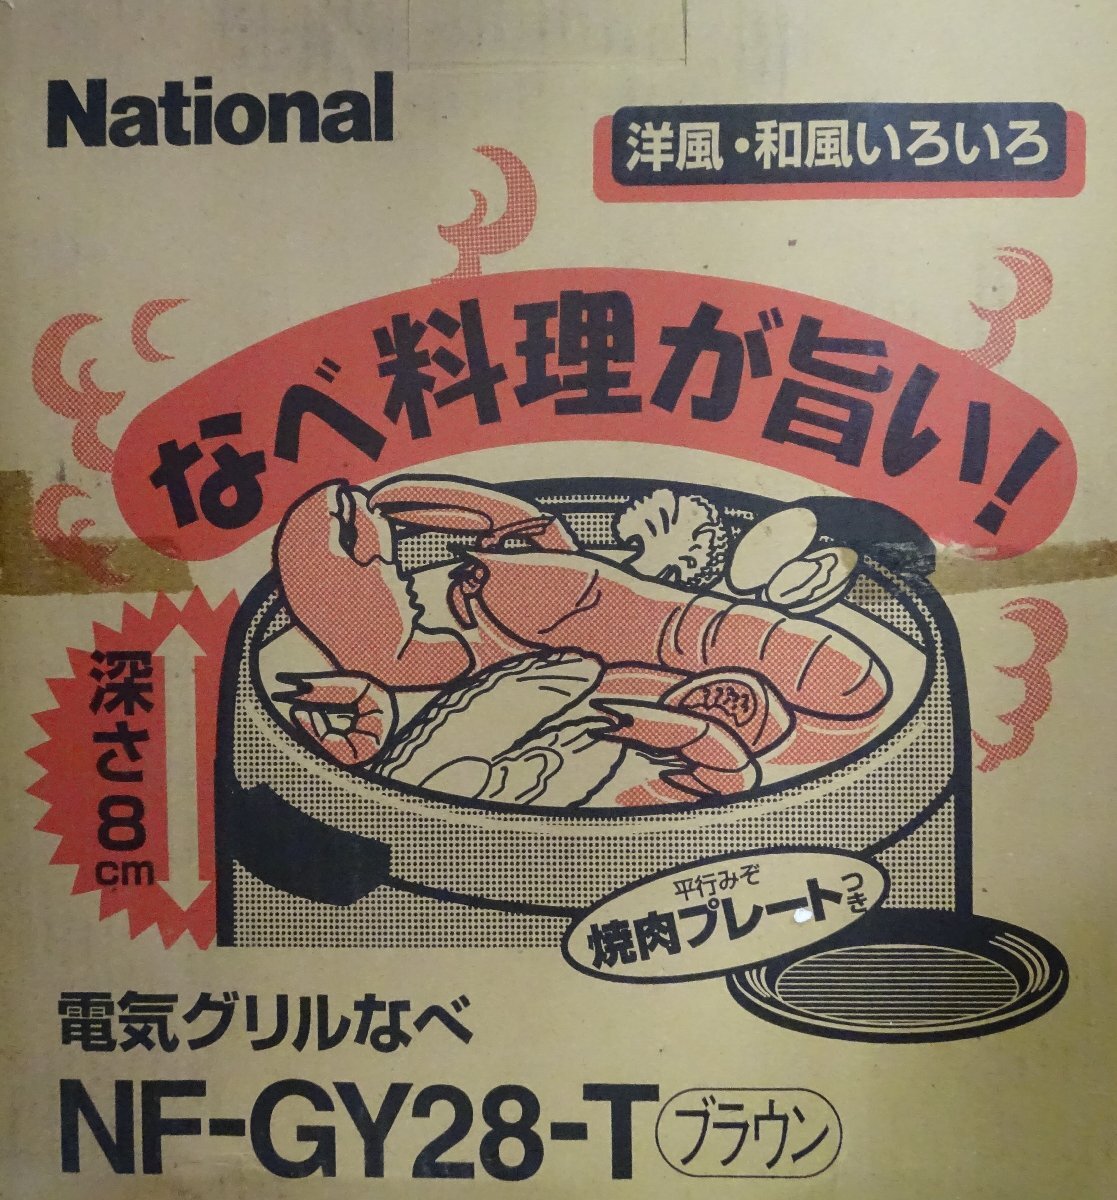 National
洋風・和風いろいろ
なべ料理が旨い!
深さ8cm
平行みぞ
焼肉プレートつき
電気グリルなべ
NF-GY28-T ブラウン